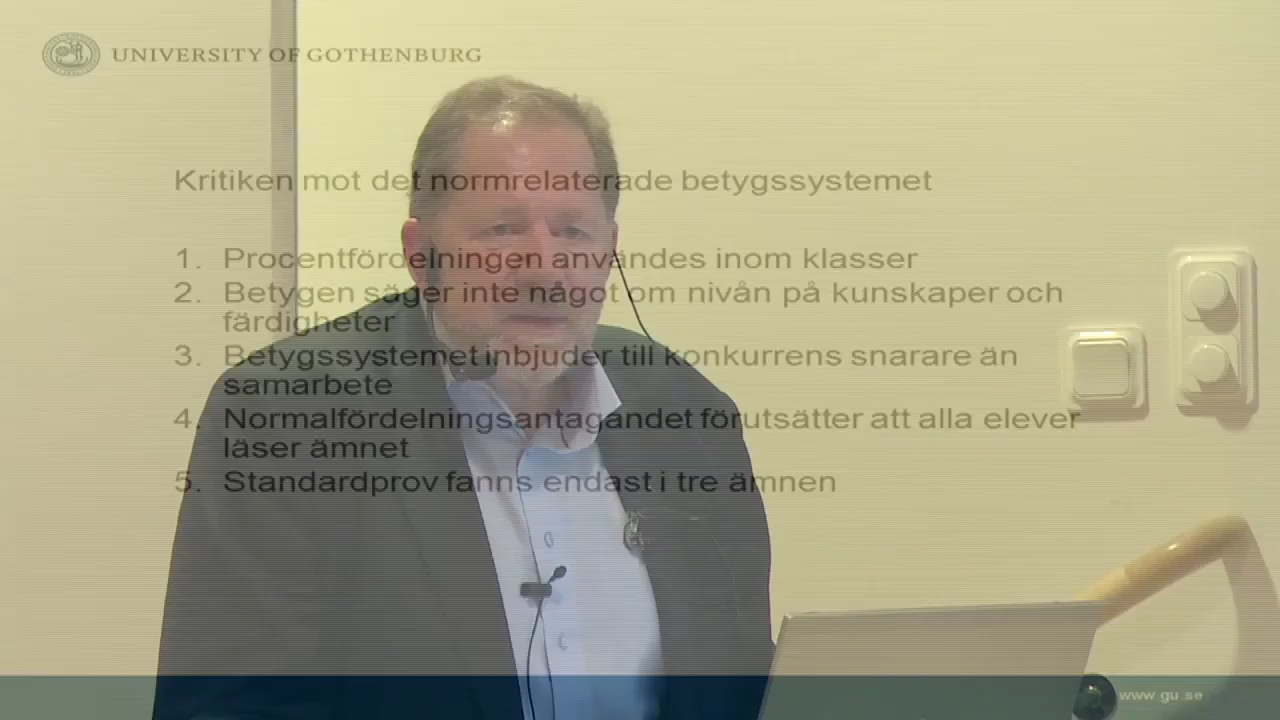 UNIVERSITY OF GOTHENBURG
Kritiken mot det normrelaterade betygssystemet
1. Procentfördelningen användes inom klasser
2. Betygen säger inte något om nivån på kunskaper och
färdigheter
3. Betygssystemet inbjuder till konkurrens snarare än
samarbete
4. Normalfördelningsantagandet förutsätter att alla elever
läser ämnet
5. Standardprov fanns endast i tre ämnen
www.gu.se